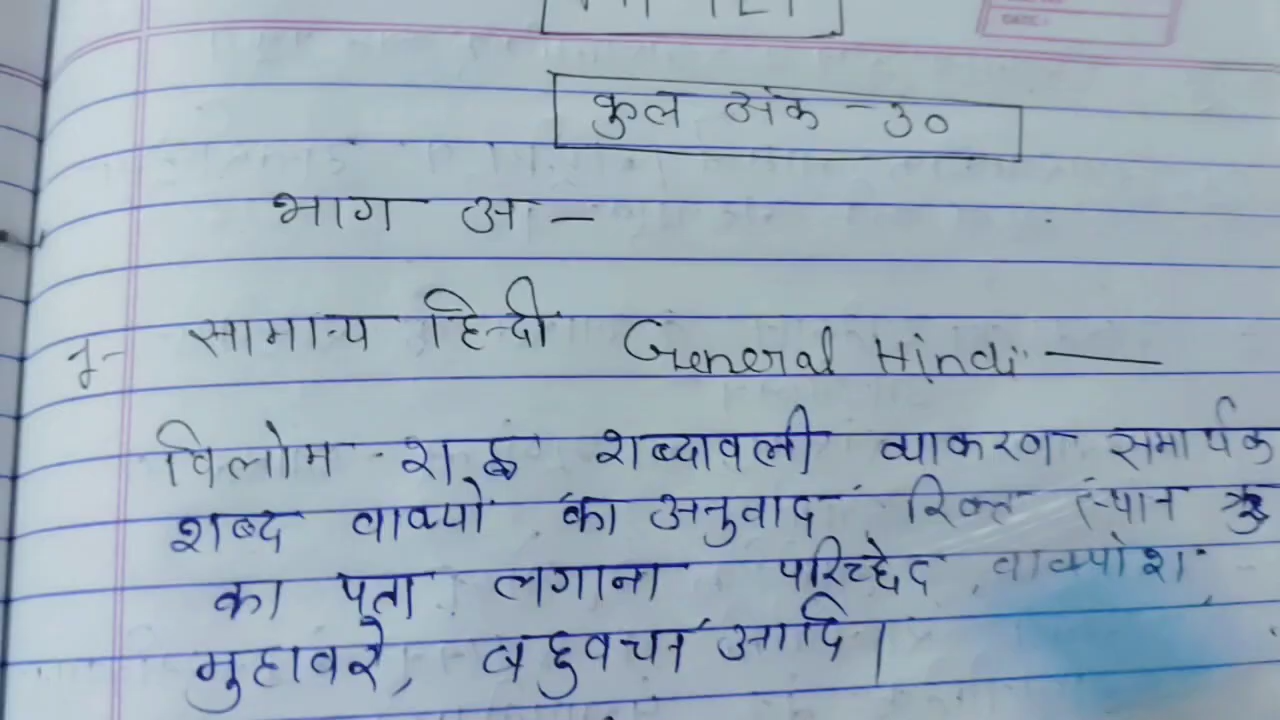 DATE:
कुल अंक - 30
भाग अ -
1- सामान्य हिन्दी General Hindi: —
विलोम शब्द शब्दावली व्याकरण समार्थक
शब्द वाक्यों का अनुवाद रिक्त स्थान
का पता लगाना परिच्छेद वाक्यांश
मुहावरे, बहुवचन आदि।